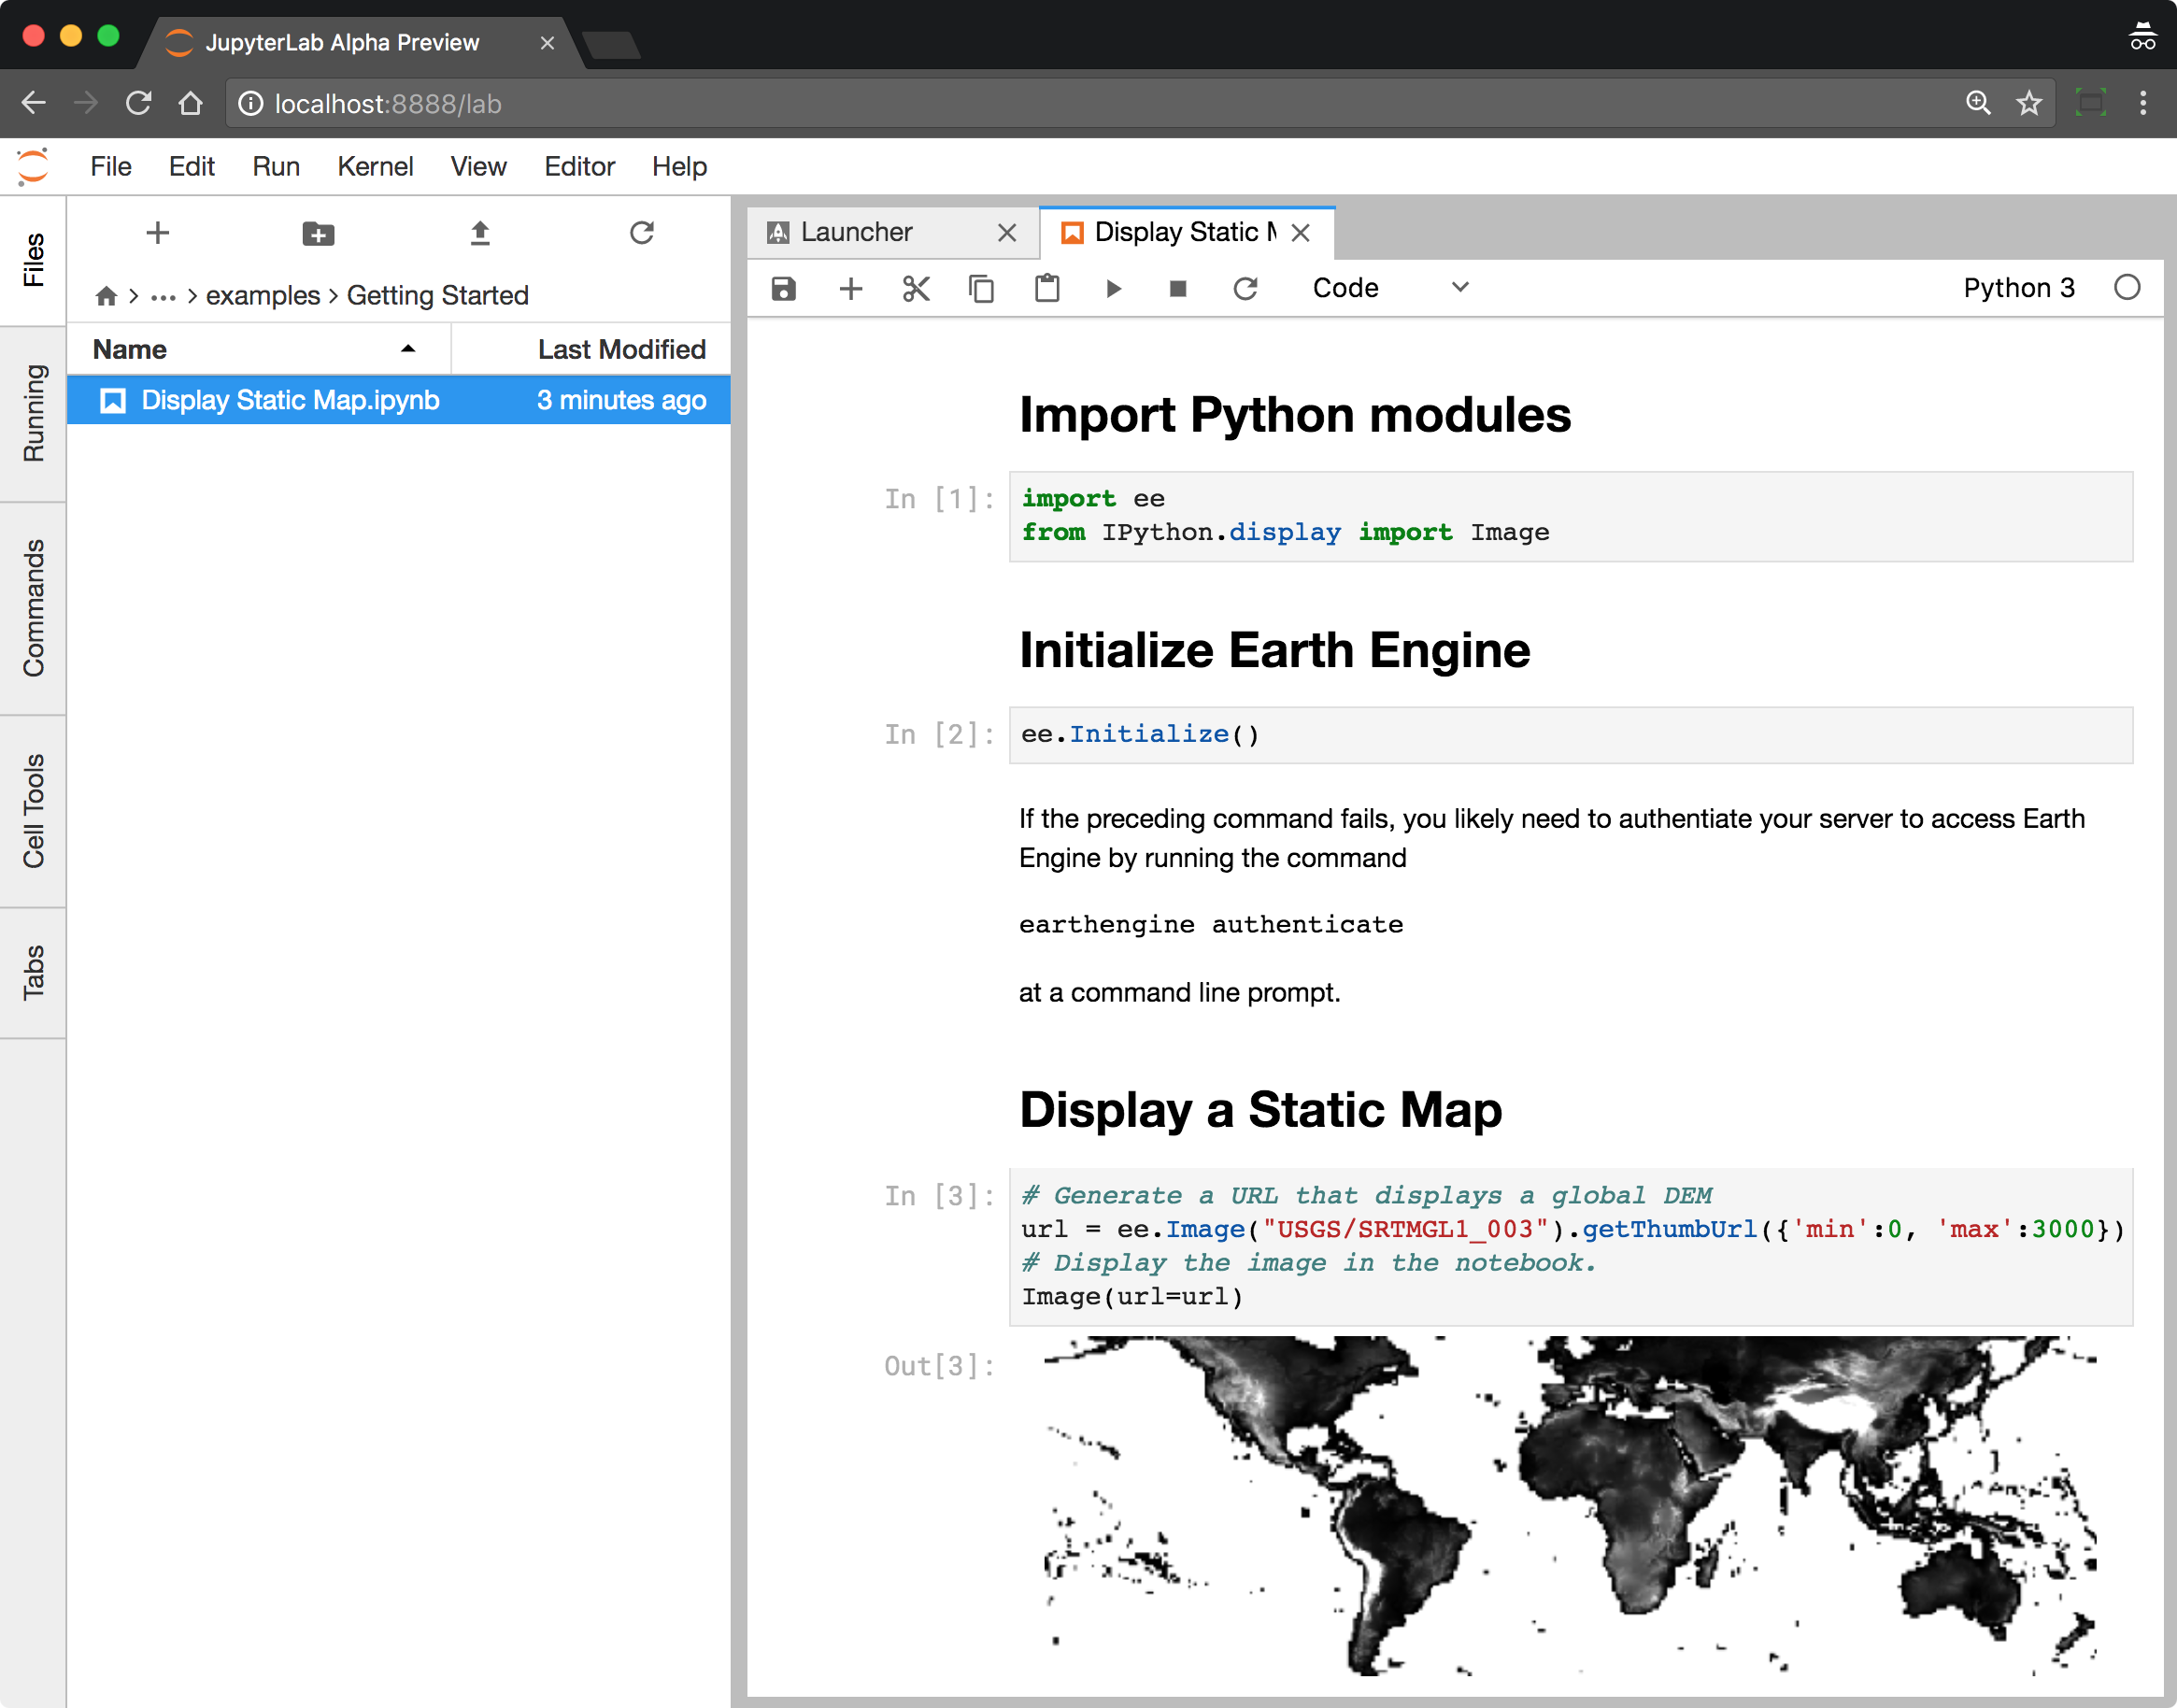 JupyterLab Alpha Preview
localhost:8888/lab
File Edit Run Kernel View Editor Help
Files
Running
Commands
Cell Tools
Tabs
… > examples > Getting Started
Name Last Modified
Display Static Map.ipynb 3 minutes ago
Launcher Display Static M
Code Python 3
Import Python modules
In [1]: import ee
from IPython.display import Image
Initialize Earth Engine
In [2]: ee.Initialize()
If the preceding command fails, you likely need to authentiate your server to access Earth
Engine by running the command
earthengine authenticate
at a command line prompt.
Display a Static Map
In [3]: # Generate a URL that displays a global DEM
url = ee.Image("USGS/SRTMGL1_003").getThumbUrl({'min':0, 'max':3000})
# Display the image in the notebook.
Image(url=url)
Out[3]: